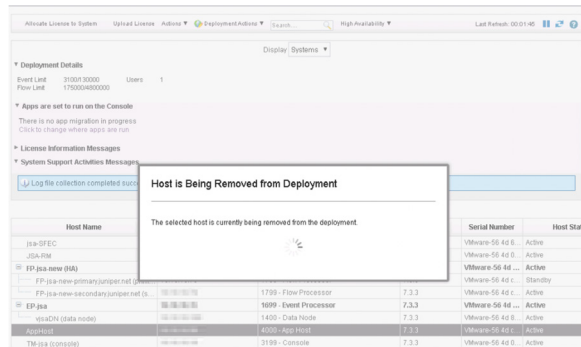 Allocate License to System Upload License Actions ▼ Deployment Actions ▼ Search... High Availability ▼ Last Refresh: 00:01:46
Display Systems ▼
▼ Deployment Details
Event Limit 3100/130000 Users 1
Flow Limit 175000/4800000
▼ Apps are set to run on the Console
There is no app migration in progress
Click to change where apps are run
▶ License Information Messages
▼ System Support Activities Messages
Log file collection completed succe
Host is Being Removed from Deployment
The selected host is currently being removed from the deployment.
Host Name Serial Number Host Stat
jsa-SFEC VMware-56 4d 6... Active
JSA-RM VMware-56 4d 6... Active
FP-jsa-new (HA) VMware-56 4d ... Active
FP-jsa-new-primary.juniper.net 7.3.3 VMware-56 4d c... Standby
FP-jsa-new-secondary.juniper.net (s... 1799 - Flow Processor 7.3.3 VMware-56 4d c... Active
EP-jsa 1699 - Event Processor 7.3.3 VMware-56 4d ... Active
vjsaDN (data node) 1400 - Data Node 7.3.3 VMware-56 4d 6... Active
AppHost 4000 - App Host 7.3.3 VMware-56 4d c... Active
TM-jsa (console) 3199 - Console 7.3.3 VMware-56 4d c... Active